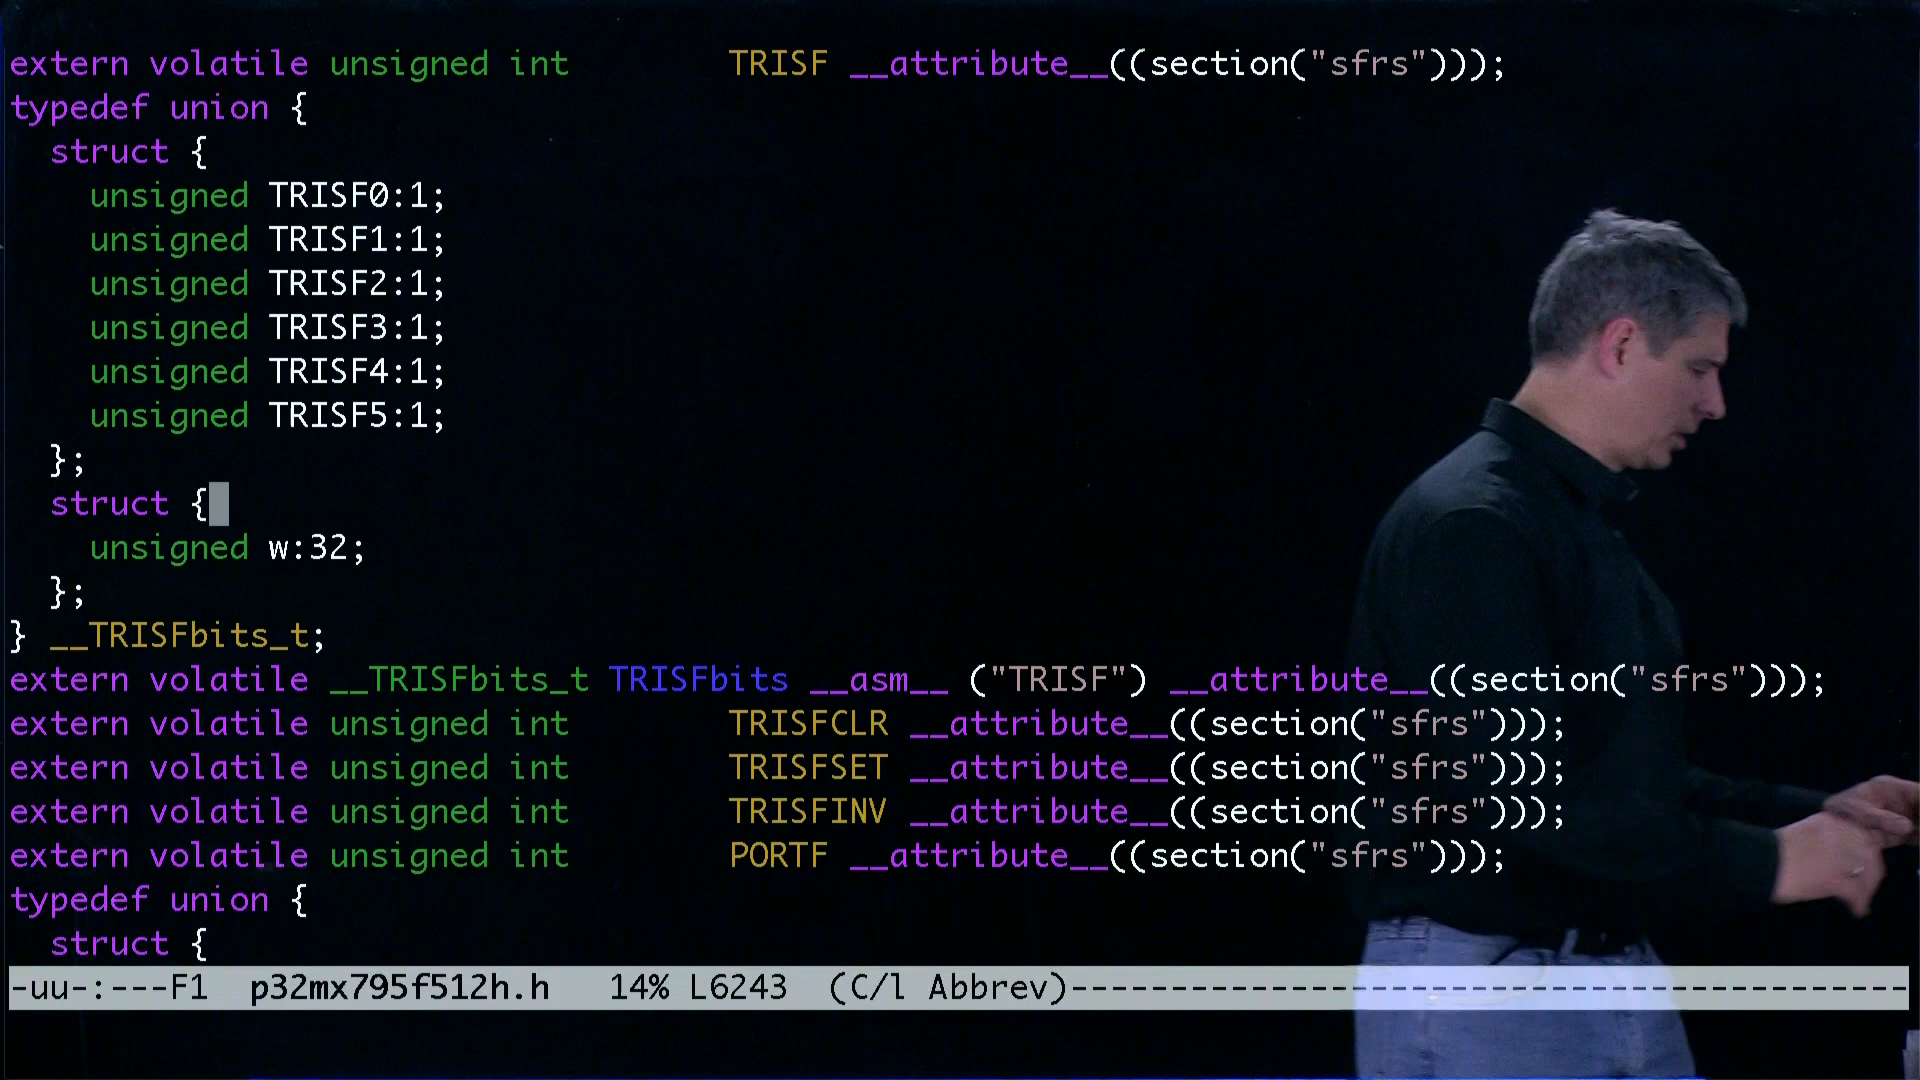 extern volatile unsigned int        TRISF __attribute__((section("sfrs")));
typedef union {
  struct {
    unsigned TRISF0:1;
    unsigned TRISF1:1;
    unsigned TRISF2:1;
    unsigned TRISF3:1;
    unsigned TRISF4:1;
    unsigned TRISF5:1;
  };
  struct {
    unsigned w:32;
  };
} __TRISFbits_t;
extern volatile __TRISFbits_t TRISFbits __asm__ ("TRISF") __attribute__((section("sfrs")));
extern volatile unsigned int        TRISFCLR __attribute__((section("sfrs")));
extern volatile unsigned int        TRISFSET __attribute__((section("sfrs")));
extern volatile unsigned int        TRISFINV __attribute__((section("sfrs")));
extern volatile unsigned int        PORTF __attribute__((section("sfrs")));
typedef union {
  struct {
-uu-:---F1  p32mx795f512h.h   14% L6243  (C/l Abbrev)------------------------------------------